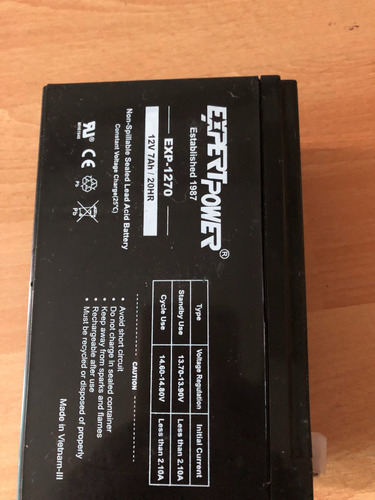 EXPERTPOWER®
Established 1987
EXP-1270
12V 7Ah / 20HR
Non-Spillable Sealed Lead Acid Battery
Constant Voltage Charge(25°C)
Type Voltage Regulation Initial Current
Standby Use 13.70-13.90V Less than 2.10A
Cycle Use 14.60-14.80V Less than 2.10A
CAUTION
• Avoid short circuit
• Do not charge in sealed container
• Keep away from sparks and flames
• Rechargeable after use
• Must be recycled or disposed of properly
Made in Vietnam-III
CE
Pb
Pb